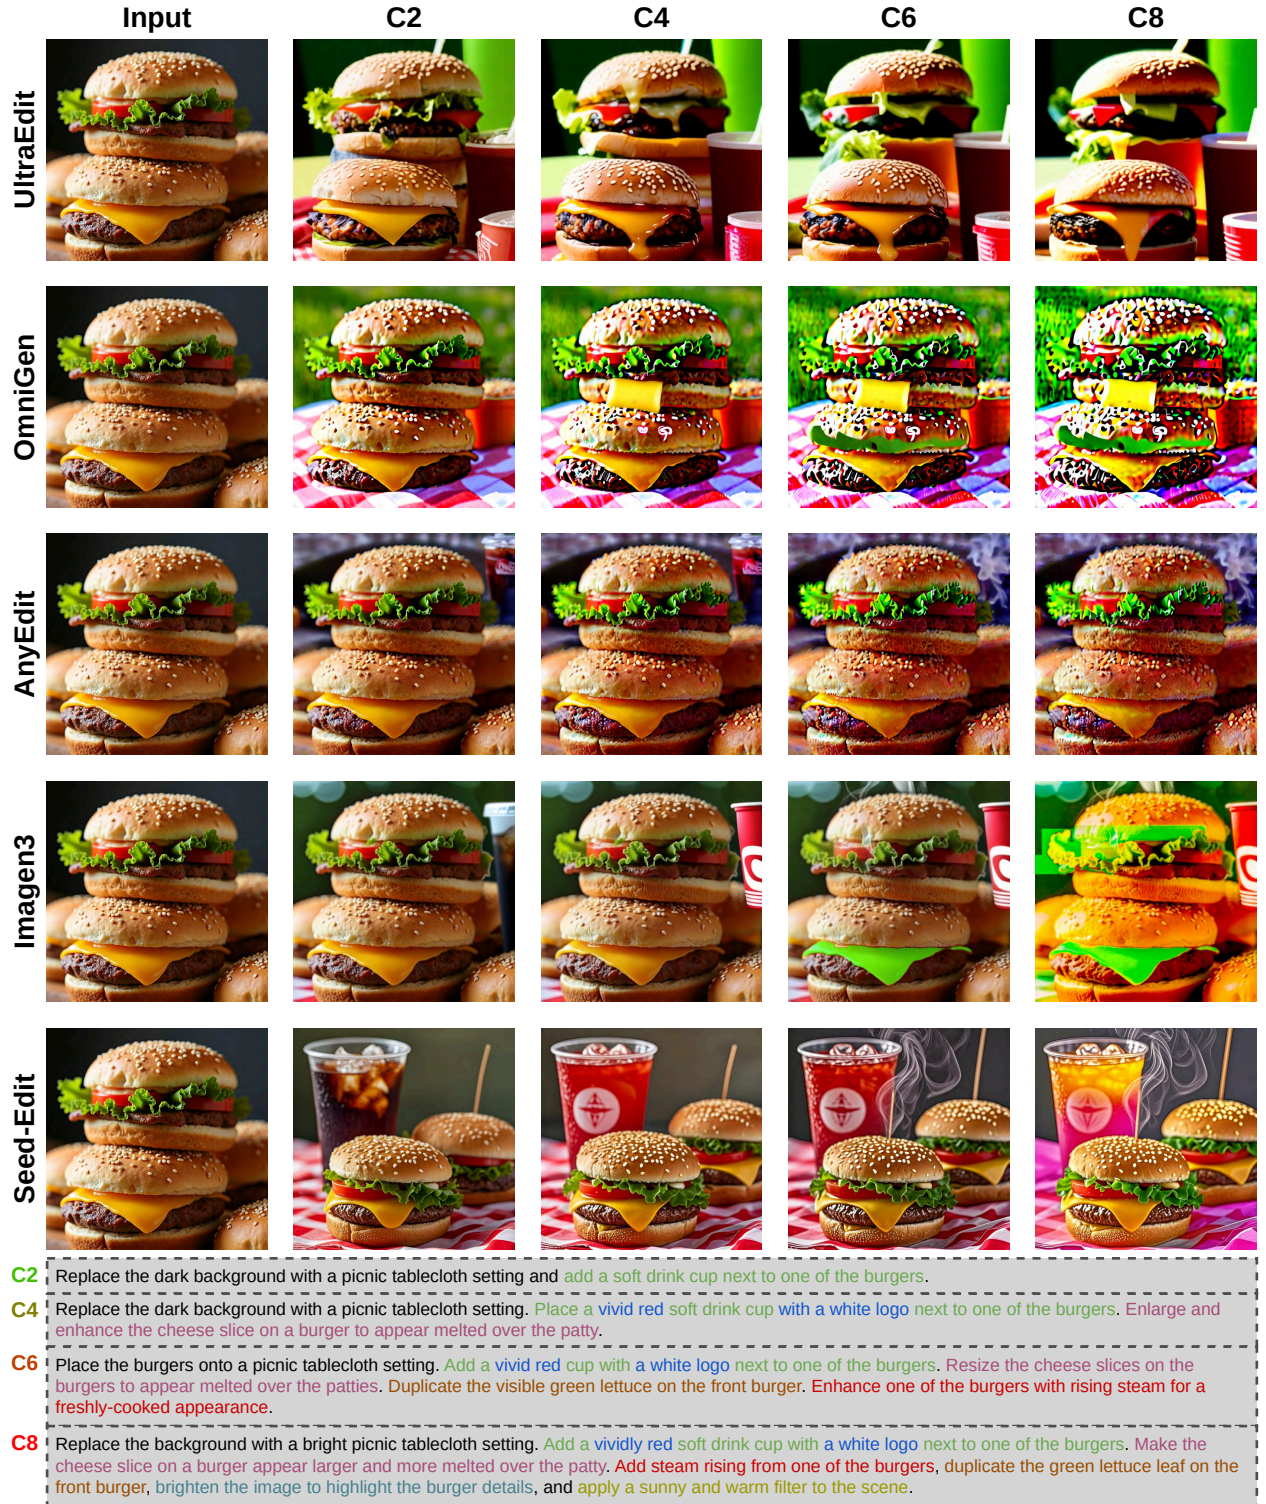 Input C2 C4 C6 C8
UltraEdit
OmniGen
AnyEdit
Imagen3
Seed-Edit
C2 Replace the dark background with a picnic tablecloth setting and add a soft drink cup next to one of the burgers.
C4 Replace the dark background with a picnic tablecloth setting. Place a vivid red soft drink cup with a white logo next to one of the burgers. Enlarge and
enhance the cheese slice on a burger to appear melted over the patty.
C6 Place the burgers onto a picnic tablecloth setting. Add a vivid red cup with a white logo next to one of the burgers. Resize the cheese slices on the
burgers to appear melted over the patties. Duplicate the visible green lettuce on the front burger. Enhance one of the burgers with rising steam for a
freshly-cooked appearance.
C8 Replace the background with a bright picnic tablecloth setting. Add a vividly red soft drink cup with a white logo next to one of the burgers. Make the
cheese slice on a burger appear larger and more melted over the patty. Add steam rising from one of the burgers, duplicate the green lettuce leaf on the
front burger, brighten the image to highlight the burger details, and apply a sunny and warm filter to the scene.